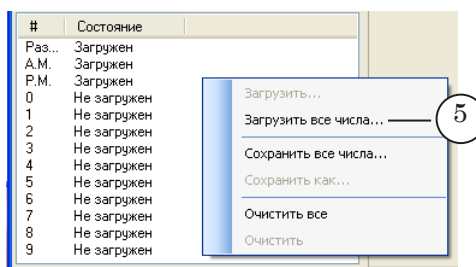 # Состояние
Раз... Загружен
A.M. Загружен
P.M. Загружен
0 Не загружен
1 Не загружен
2 Не загружен
3 Не загружен
4 Не загружен
5 Не загружен
6 Не загружен
7 Не загружен
8 Не загружен
9 Не загружен
Загрузить...
Загрузить все числа...
5
Сохранить все числа...
Сохранить как...
Очистить все
Очистить